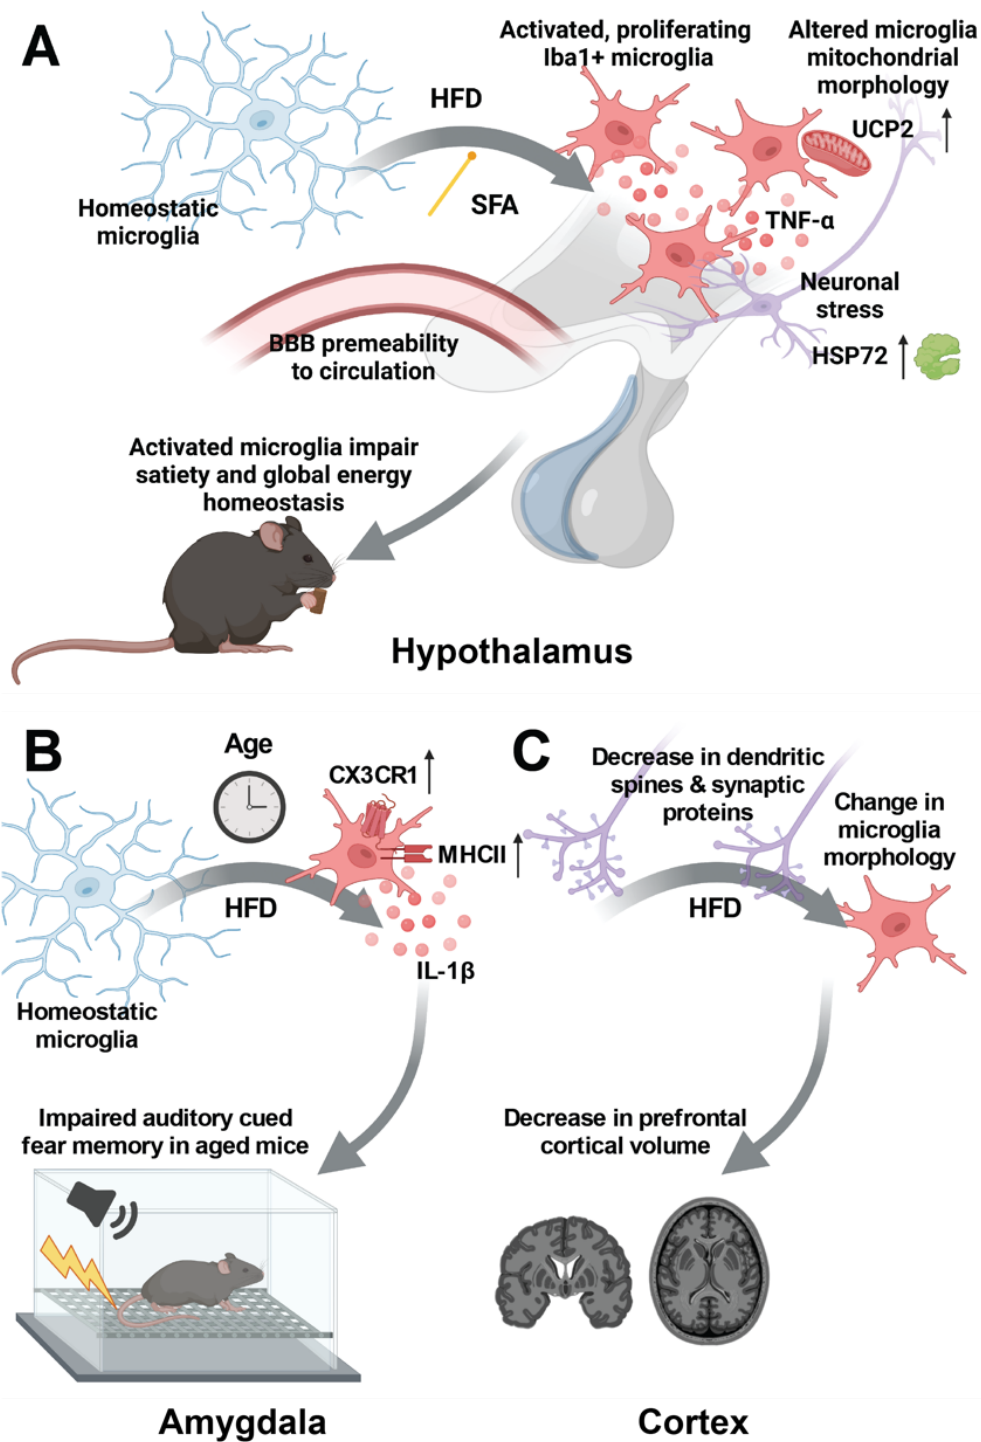 A
Activated, proliferating
Iba1+ microglia
Altered microglia
mitochondrial
morphology
HFD
UCP2
SFA
Homeostatic
microglia
TNF-α
Neuronal
stress
BBB premeability
to circulation
HSP72
Activated microglia impair
satiety and global energy
homeostasis
Hypothalamus
B
Age
CX3CR1
MHCII
HFD
IL-1β
Homeostatic
microglia
Impaired auditory cued
fear memory in aged mice
Amygdala
C
Decrease in dendritic
spines & synaptic
proteins
Change in
microglia
morphology
HFD
Decrease in prefrontal
cortical volume
Cortex